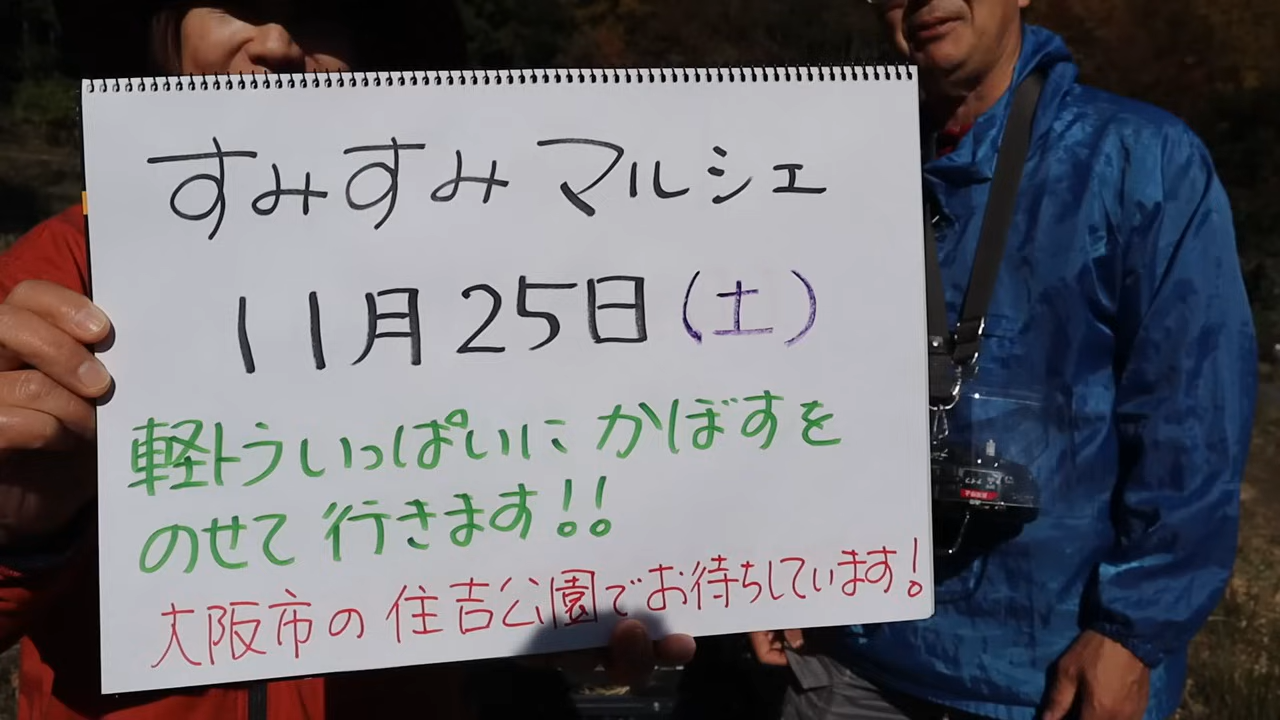 すみすみマルシェ
11月25日(土)
軽トラいっぱいにかぼすを
のせて行きます!!
大阪市の住吉公園でお待ちしています!